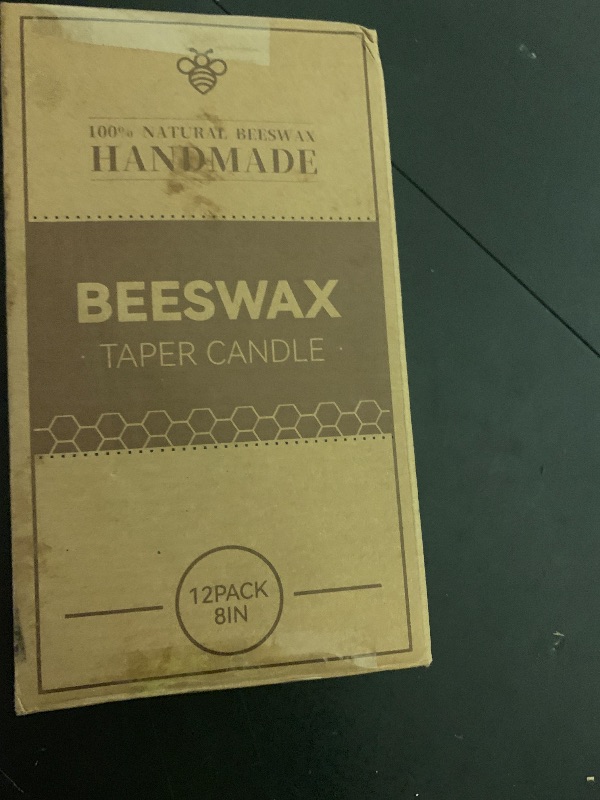 100% NATURAL BEESWAX
HANDMADE
BEESWAX
TAPER CANDLE
12PACK
8IN